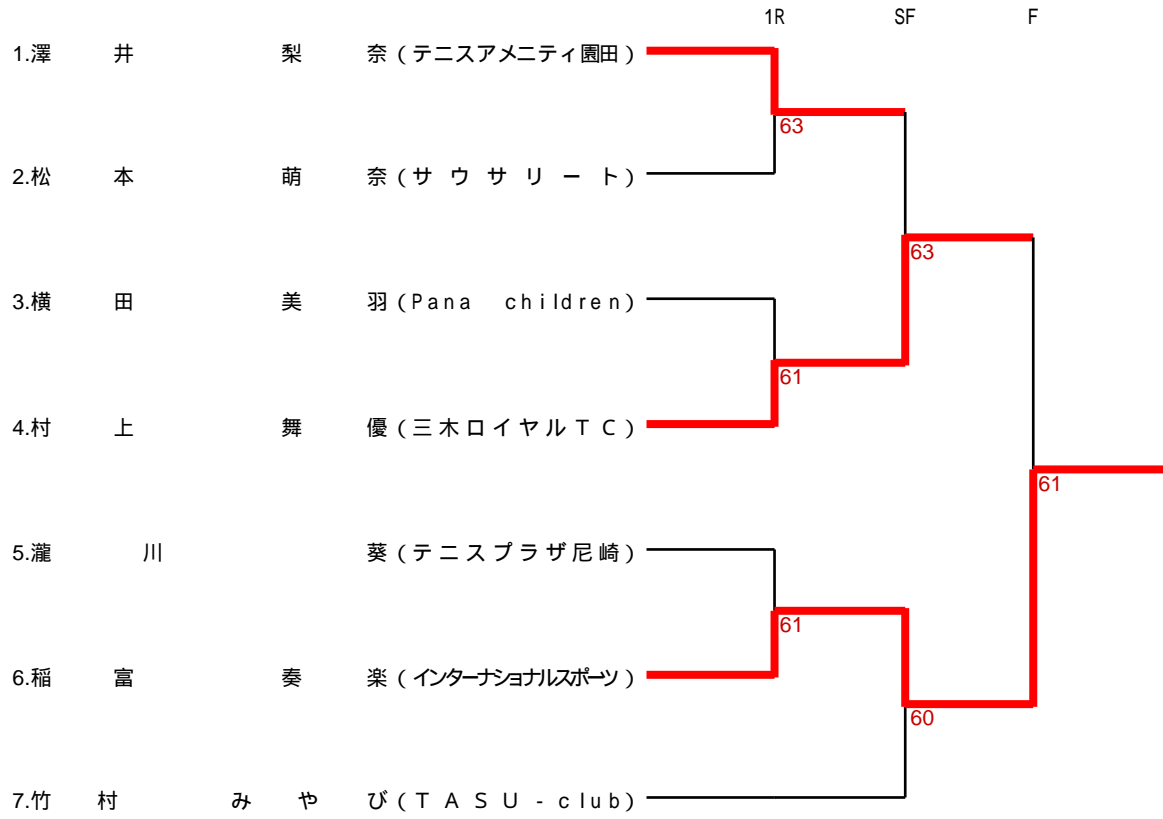 1R SF F
1.澤井 梨奈(テニスアメニティ園田)
63
2.松本 萌奈(サウサリート)
63
3.横田 美羽(Pana children)
61
4.村上 舞優(三木ロイヤルTC)
61
5.瀧川 葵(テニスプラザ尼崎)
61
6.稲富 奏楽(インターナショナルスポーツ)
60
7.竹村 みやび(TASU-club)